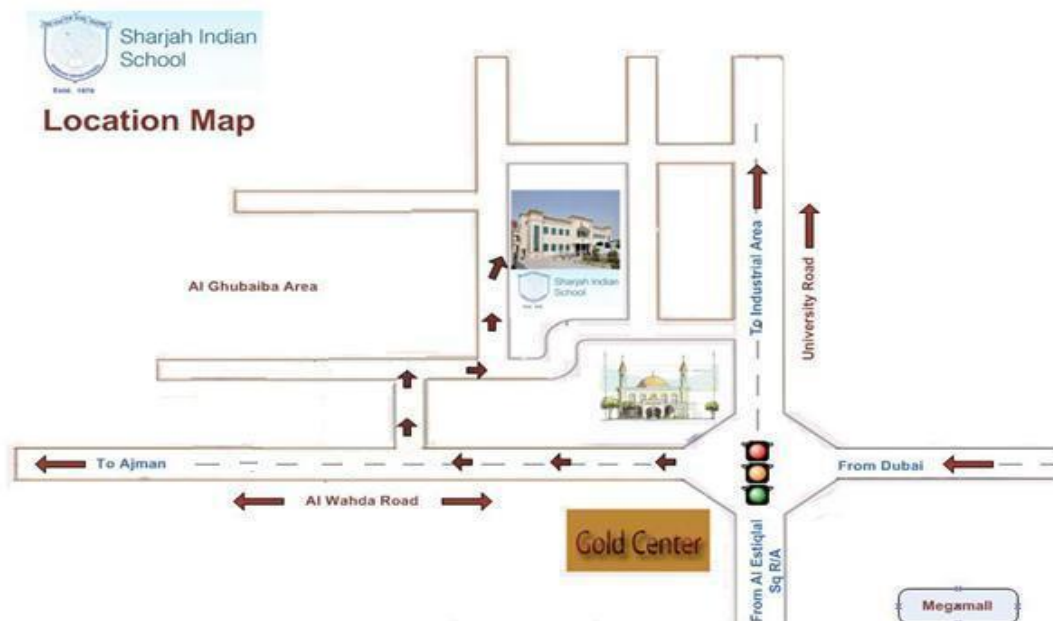 Sharjah Indian
School
Estd. 1979
Location Map
Al Ghubaiba Area
Sharjah Indian
School
To Industrial Area
University Road
To Ajman
From Dubai
Al Wahda Road
Gold Center
From Al Estiqlal
Sq R/A
Megamall